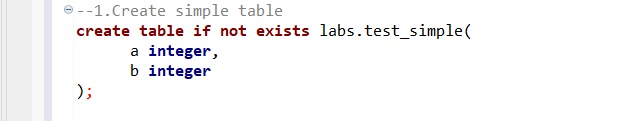 --1.Create simple table
create table if not exists labs.test_simple(
a integer,
b integer
);